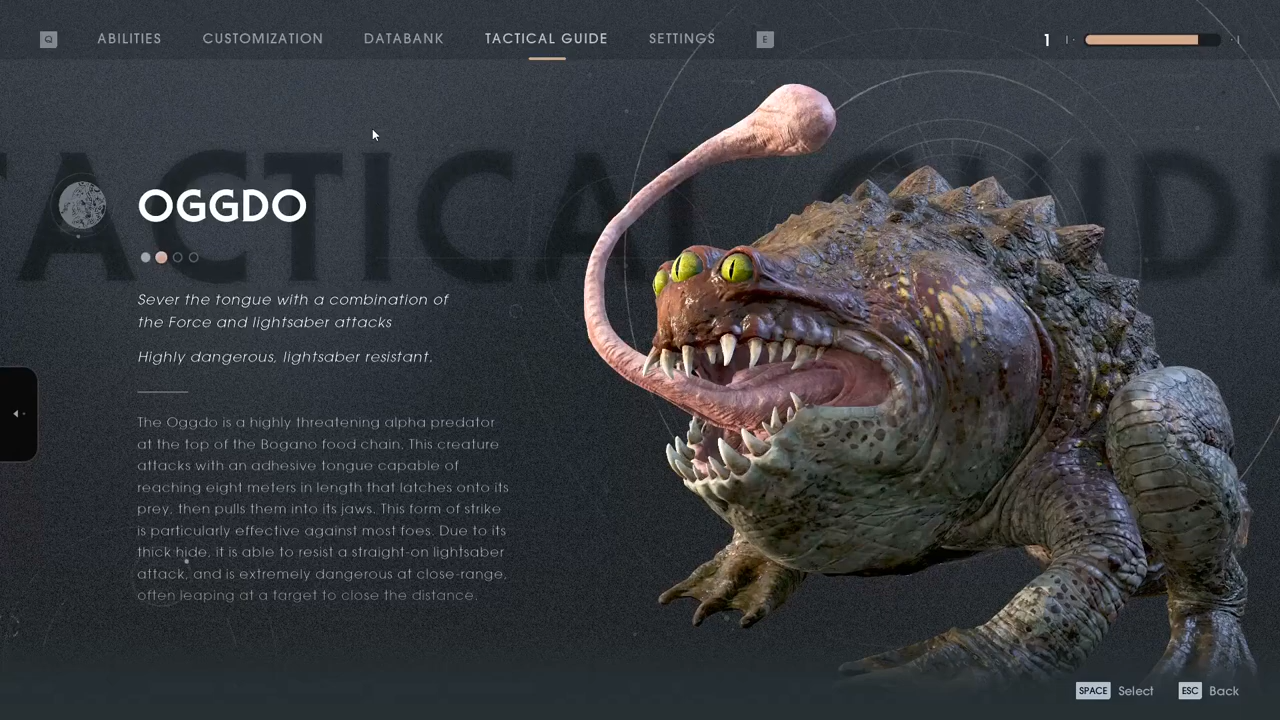 Q ABILITIES CUSTOMIZATION DATABANK TACTICAL GUIDE SETTINGS E 1
TACTICAL GUIDE
OGGDO
Sever the tongue with a combination of
the Force and lightsaber attacks
Highly dangerous, lightsaber resistant.
The Oggdo is a highly threatening alpha predator
at the top of the Bogano food chain. This creature
attacks with an adhesive tongue capable of
reaching eight meters in length that latches onto its
prey, then pulls them into its jaws. This form of strike
is particularly effective against most foes. Due to its
thick hide, it is able to resist a straight-on lightsaber
attack, and is extremely dangerous at close-range,
often leaping at a target to close the distance.
SPACE Select ESC Back